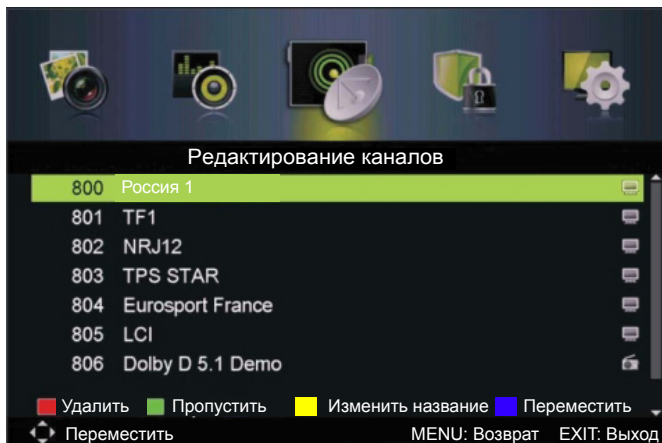 Редактирование каналов
800 Россия 1
801 TF1
802 NRJ12
803 TPS STAR
804 Eurosport France
805 LCI
806 Dolby D 5.1 Demo
Удалить Пропустить Изменить название Переместить
Переместить MENU: Возврат EXIT: Выход